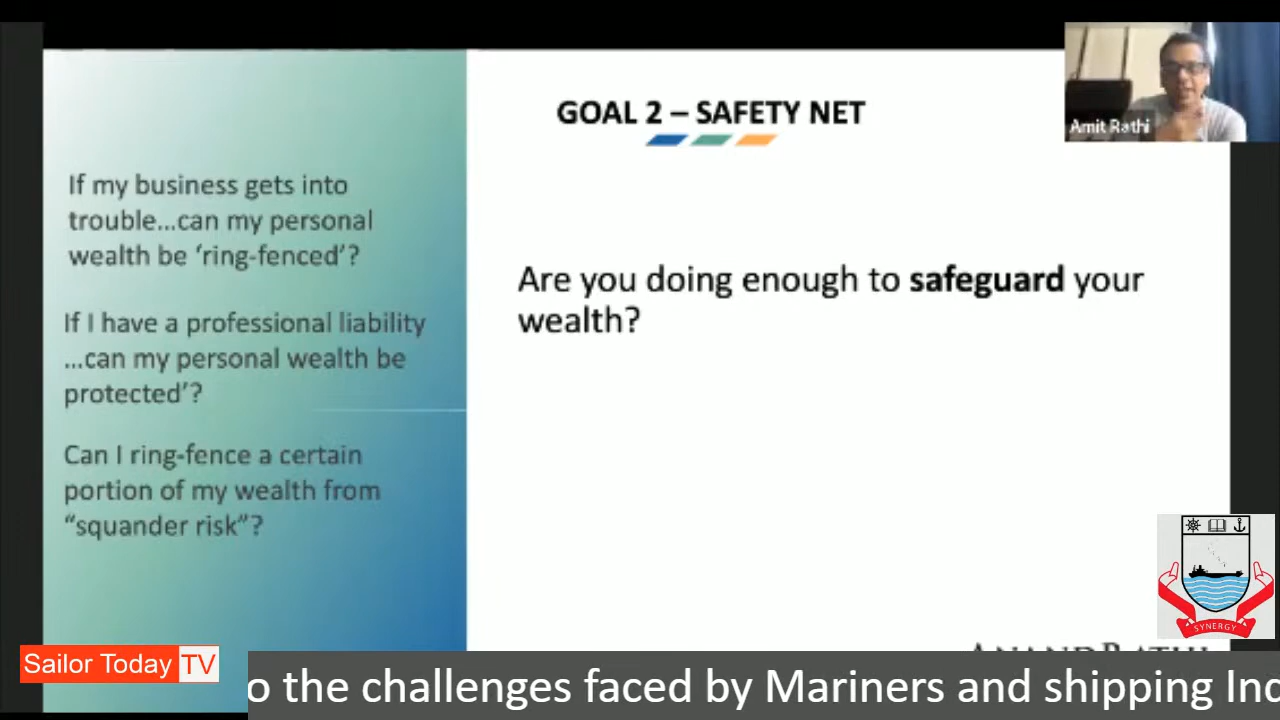 GOAL 2 – SAFETY NET
Amit Rathi
If my business gets into
trouble...can my personal
wealth be ‘ring-fenced’?
If I have a professional liability
...can my personal wealth be
protected’?
Can I ring-fence a certain
portion of my wealth from
“squander risk”?
Are you doing enough to safeguard your
wealth?
SYNERGY
ANANDRATHI
Sailor Today TV
o the challenges faced by Mariners and shipping